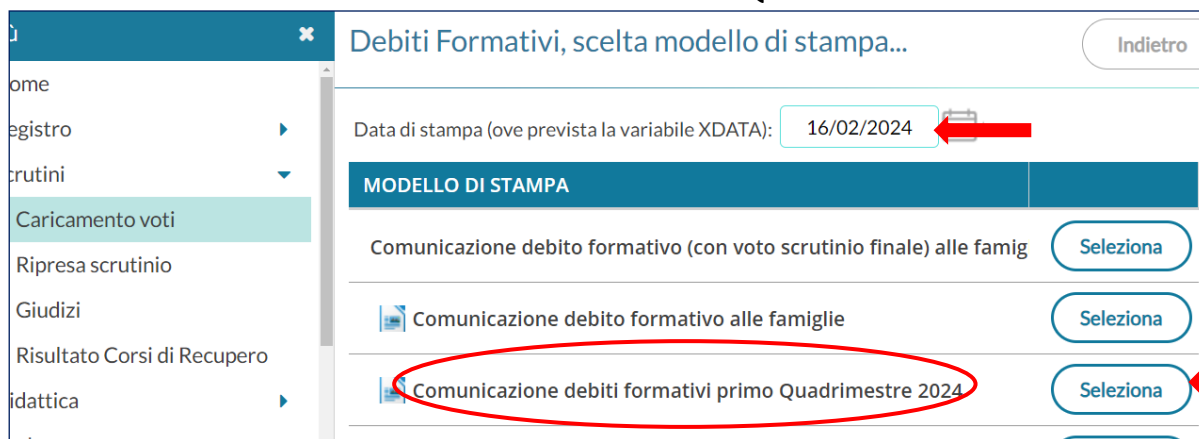 Debiti Formativi, scelta modello di stampa...
Indietro
ome
egistro
crutini
Caricamento voti
Ripresa scrutinio
Giudizi
Risultato Corsi di Recupero
idattica
Data di stampa (ove prevista la variabile XDATA): 16/02/2024
MODELLO DI STAMPA
Comunicazione debito formativo (con voto scrutinio finale) alle famig
Seleziona
Comunicazione debito formativo alle famiglie
Seleziona
Comunicazione debiti formativi primo Quadrimestre 2024
Seleziona